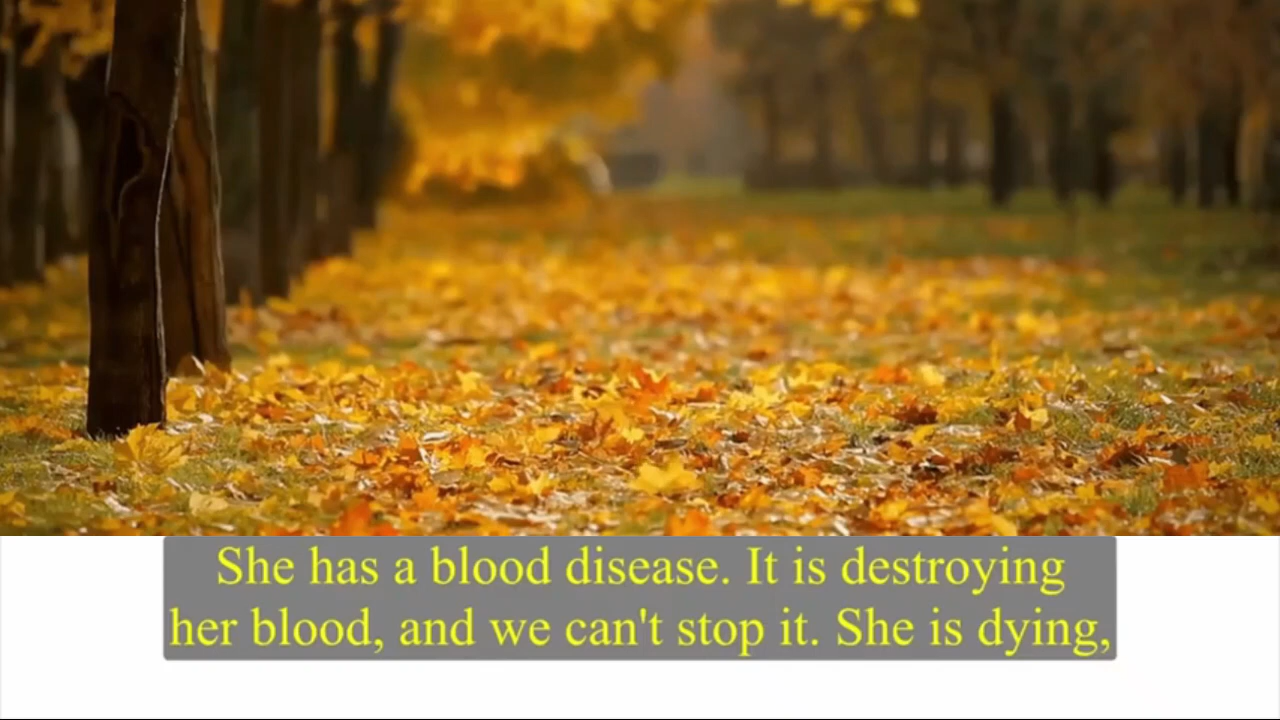 She has a blood disease. It is destroying
her blood, and we can't stop it. She is dying,